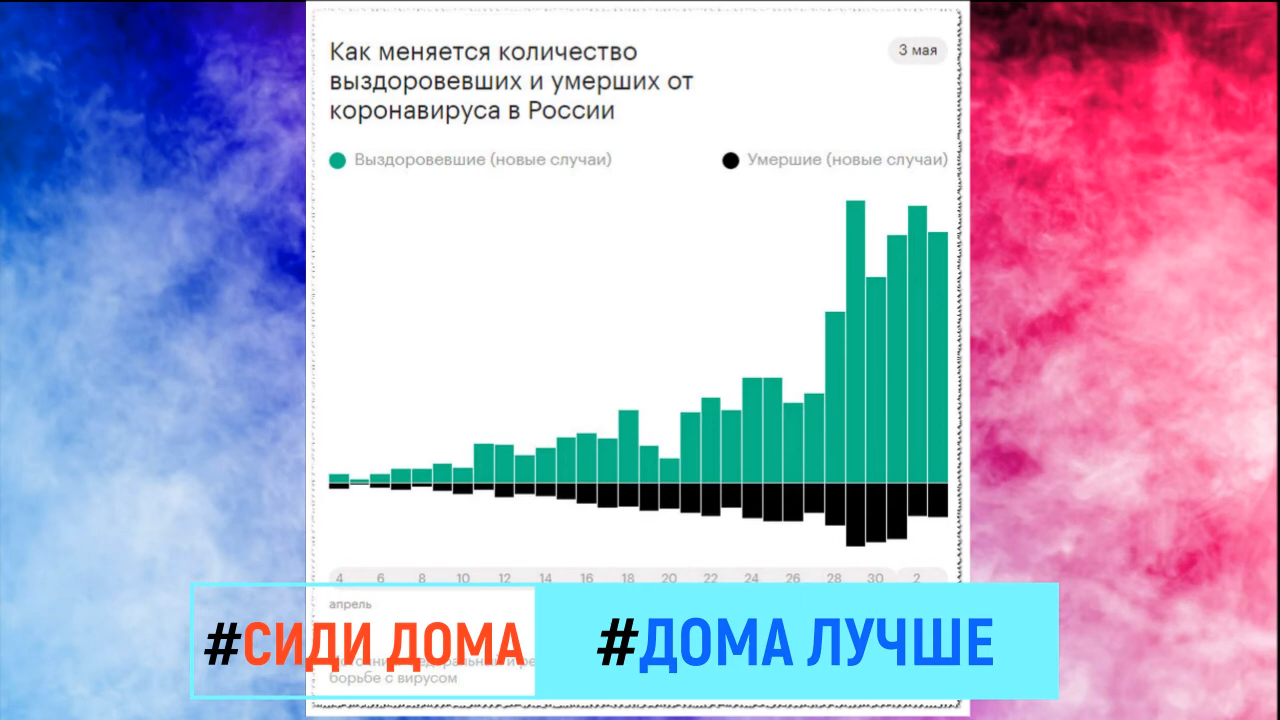 Как меняется количество
выздоровевших и умерших от
коронавируса в России
3 мая
Выздоровевшие (новые случаи)
Умершие (новые случаи)
4 6 8 10 12 14 16 18 20 22 24 26 28 30 2
апрель
#СИДИ ДОМА
#ДОМА ЛУЧШЕ
борьбе с вирусом